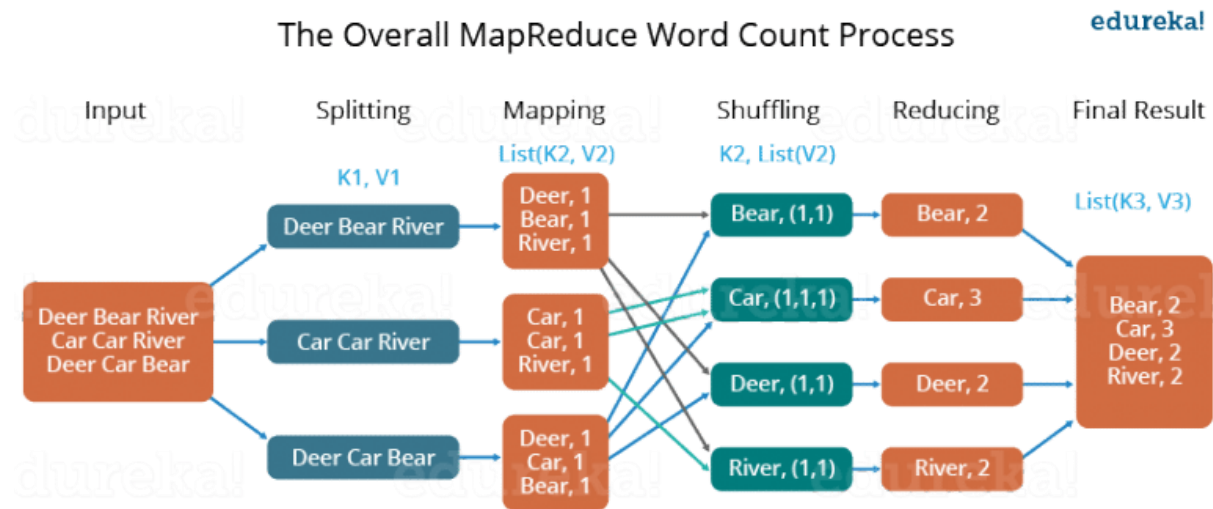 The Overall MapReduce Word Count Process
edureka!
Input
Splitting
Mapping
Shuffling
Reducing
Final Result
K1, V1
List(K2, V2)
K2, List(V2)
List(K3, V3)
Deer Bear River
Car Car River
Deer Car Bear
Deer Bear River
Car Car River
Deer Car Bear
Deer, 1
Bear, 1
River, 1
Car, 1
Car, 1
River, 1
Deer, 1
Car, 1
Bear, 1
Bear, (1,1)
Car, (1,1,1)
Deer, (1,1)
River, (1,1)
Bear, 2
Car, 3
Deer, 2
River, 2
Bear, 2
Car, 3
Deer, 2
River, 2